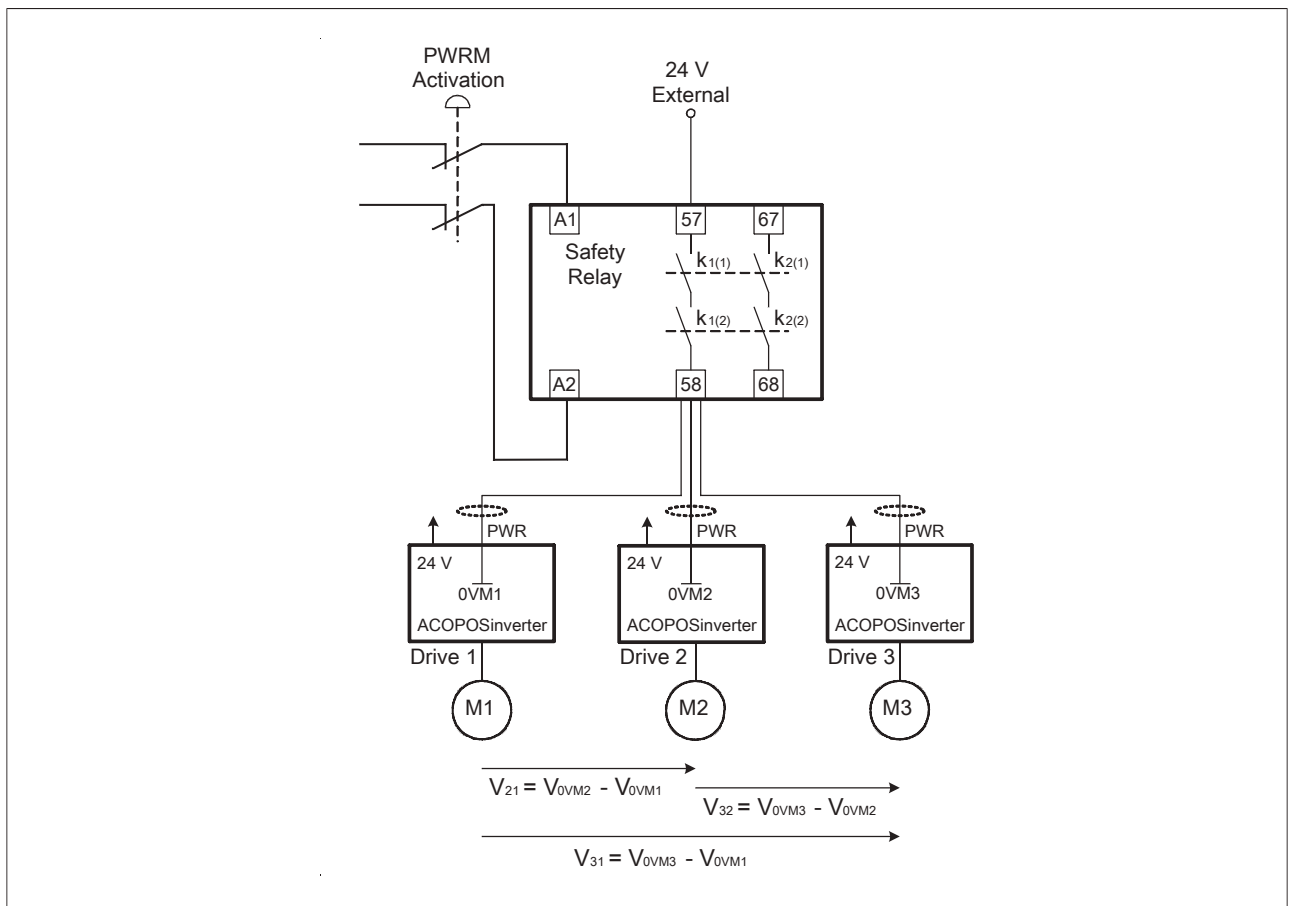 PWRM
Activation
24 V
External
A1
57
67
Safety
Relay
k1(1)
k2(1)
k1(2)
k2(2)
A2
58
68
PWR
PWR
PWR
24 V
24 V
24 V
0VM1
0VM2
0VM3
ACOPOSinverter
ACOPOSinverter
ACOPOSinverter
Drive 1
Drive 2
Drive 3
M1
M2
M3
V21 = V0VM2 - V0VM1
V32 = V0VM3 - V0VM2
V31 = V0VM3 - V0VM1